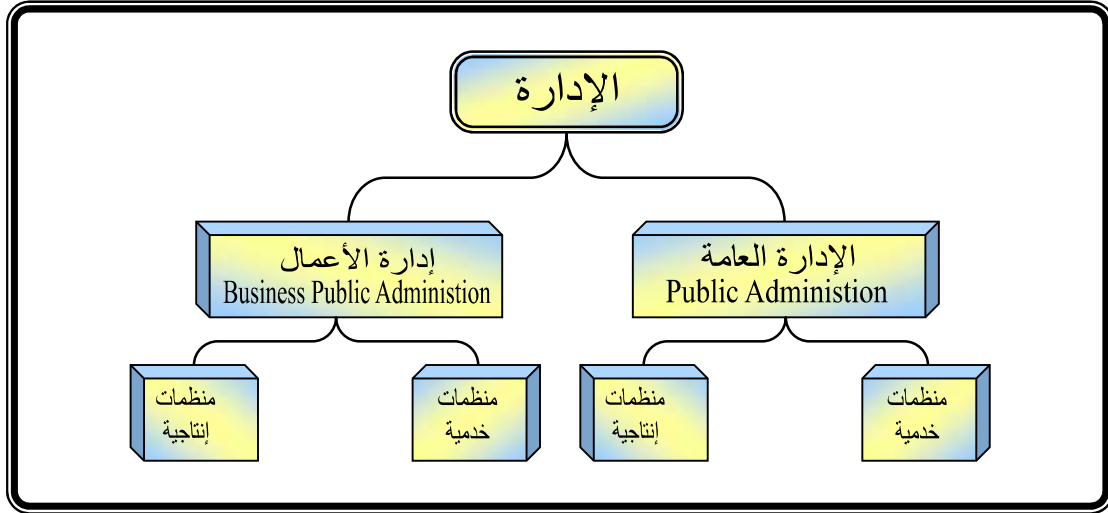 الإدارة
الإدارة العامة
Public Administion
إدارة الأعمال
Business Public Administion
منظمات
خدمية
منظمات
إنتاجية
منظمات
خدمية
منظمات
إنتاجية